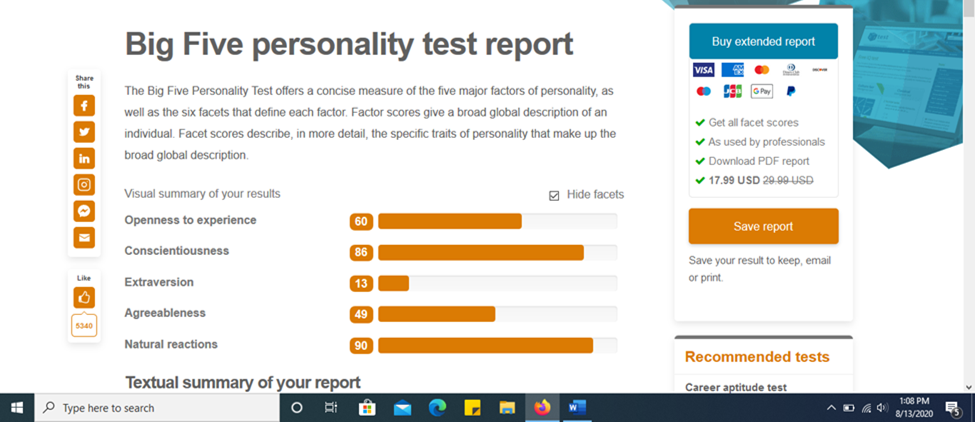 Big Five personality test report
Share
this
The Big Five Personality Test offers a concise measure of the five major factors of personality, as
well as the six facets that define each factor. Factor scores give a broad global description of an
individual. Facet scores describe, in more detail, the specific traits of personality that make up the
broad global description.
Visual summary of your results
Hide facets
Openness to experience 60
Conscientiousness 86
Extraversion 13
Agreeableness 49
Natural reactions 90
Like
5340
Textual summary of your report
Buy extended report
VISA
DISCOVER
JCB
G Pay
Get all facet scores
As used by professionals
Download PDF report
17.99 USD 29.99 USD
Save report
Save your result to keep, email
or print.
Recommended tests
Career aptitude test
Type here to search
1:08 PM
8/13/2020
5